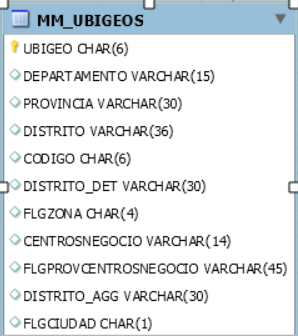 MM_UBIGEOS
UBIGEO CHAR(6)
DEPARTAMENTO VARCHAR(15)
PROVINCIA VARCHAR(30)
DISTRITO VARCHAR(36)
CODIGO CHAR(6)
DISTRITO_DET VARCHAR(30)
FLGZONA CHAR(4)
CENTROSNEGOCIO VARCHAR(14)
FLGPROVCENTROSNEGOCIO VARCHAR(45)
DISTRITO_AGG VARCHAR(30)
FLGCIUDAD CHAR(1)